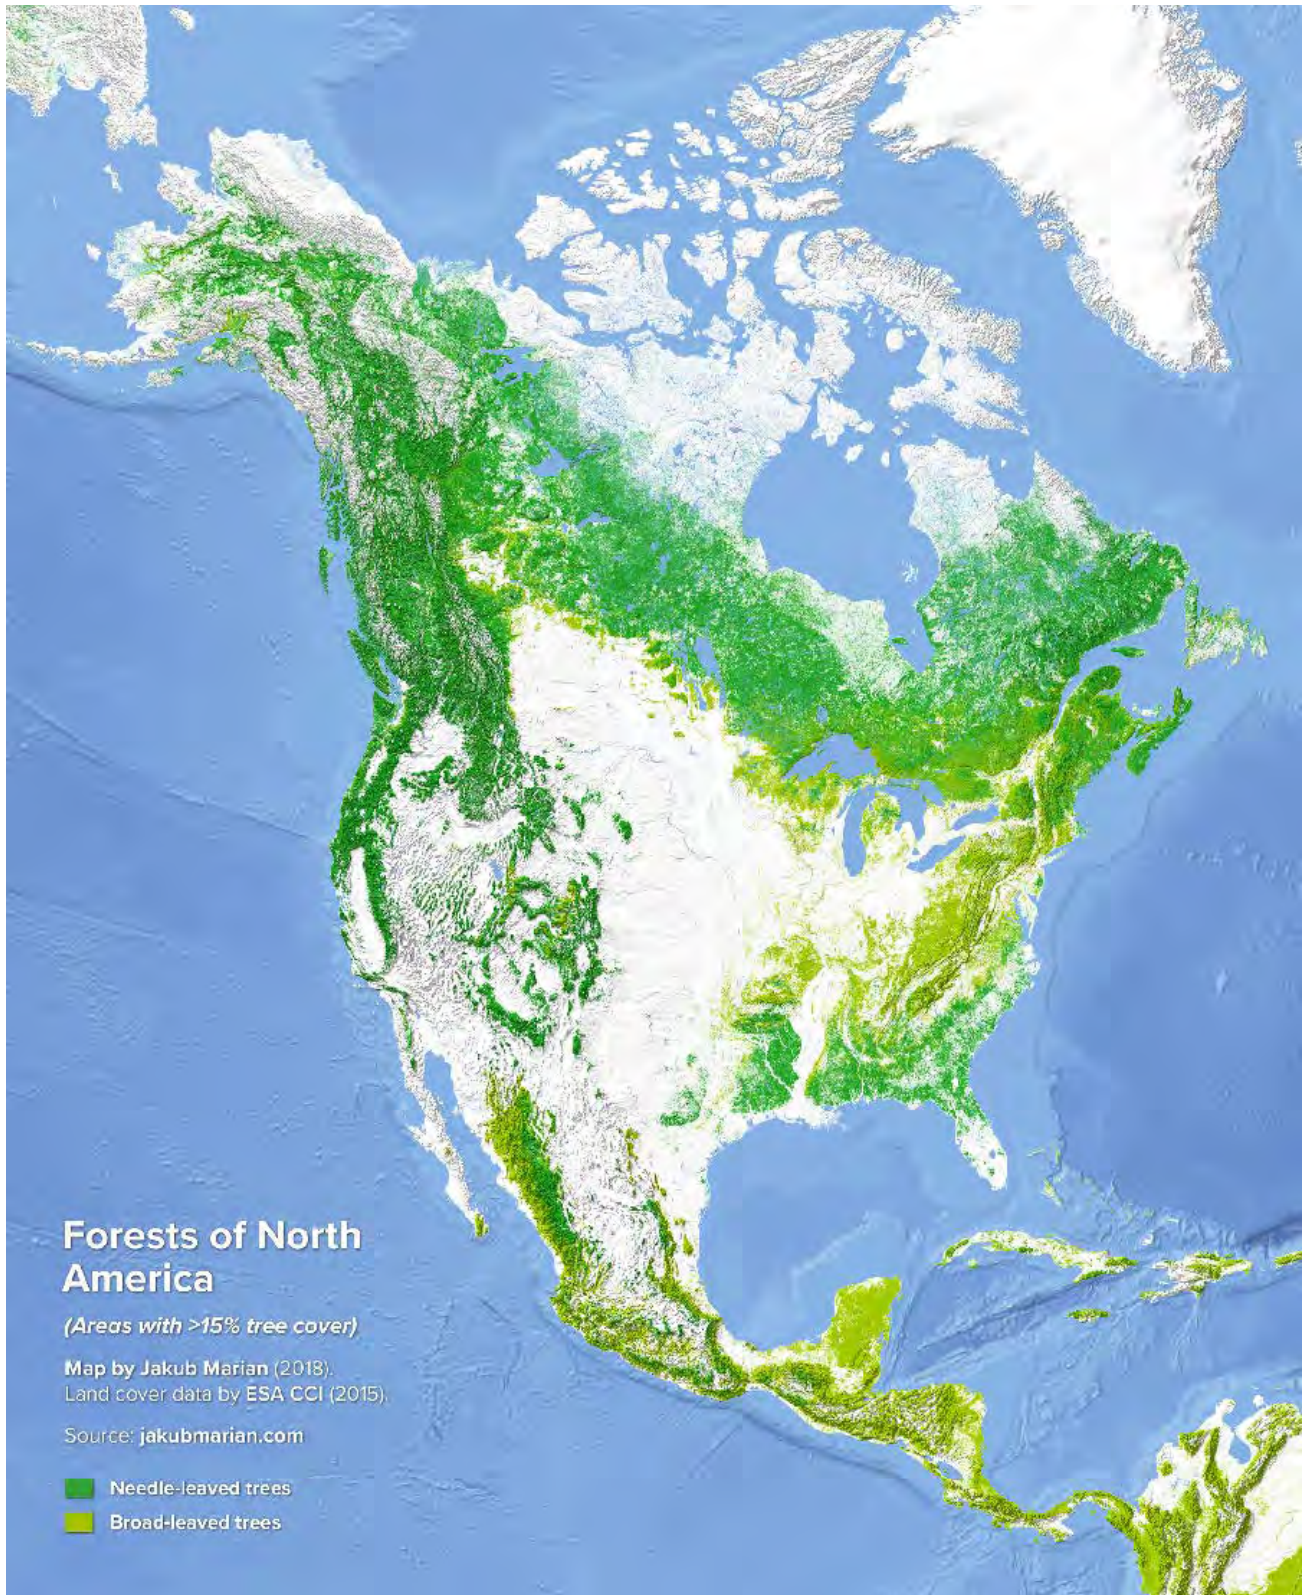 Forests of North
America
(Areas with >15% tree cover)
Map by Jakub Marian (2018).
Land cover data by ESA CCI (2015).
Source: jakubmarian.com
Needle-leaved trees
Broad-leaved trees